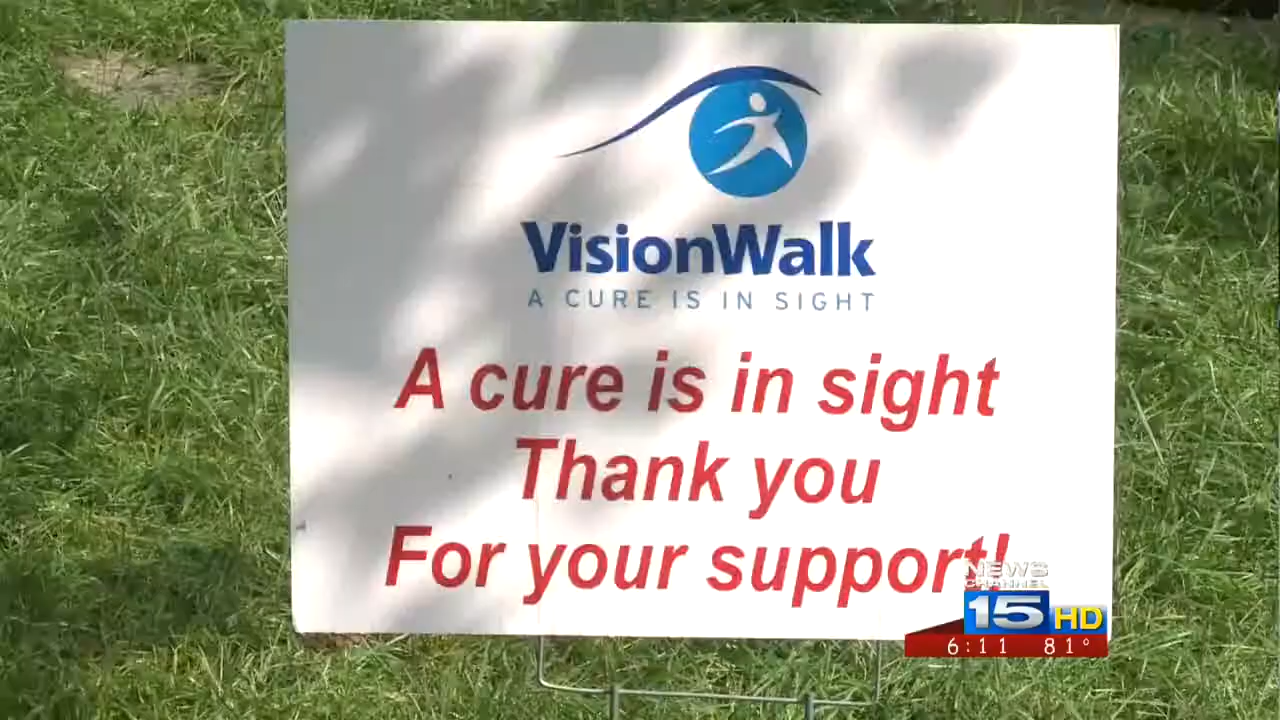 VisionWalk
A CURE IS IN SIGHT
A cure is in sight
Thank you
For your support!
NEWS
CHANNEL
15 HD
6:11 81°